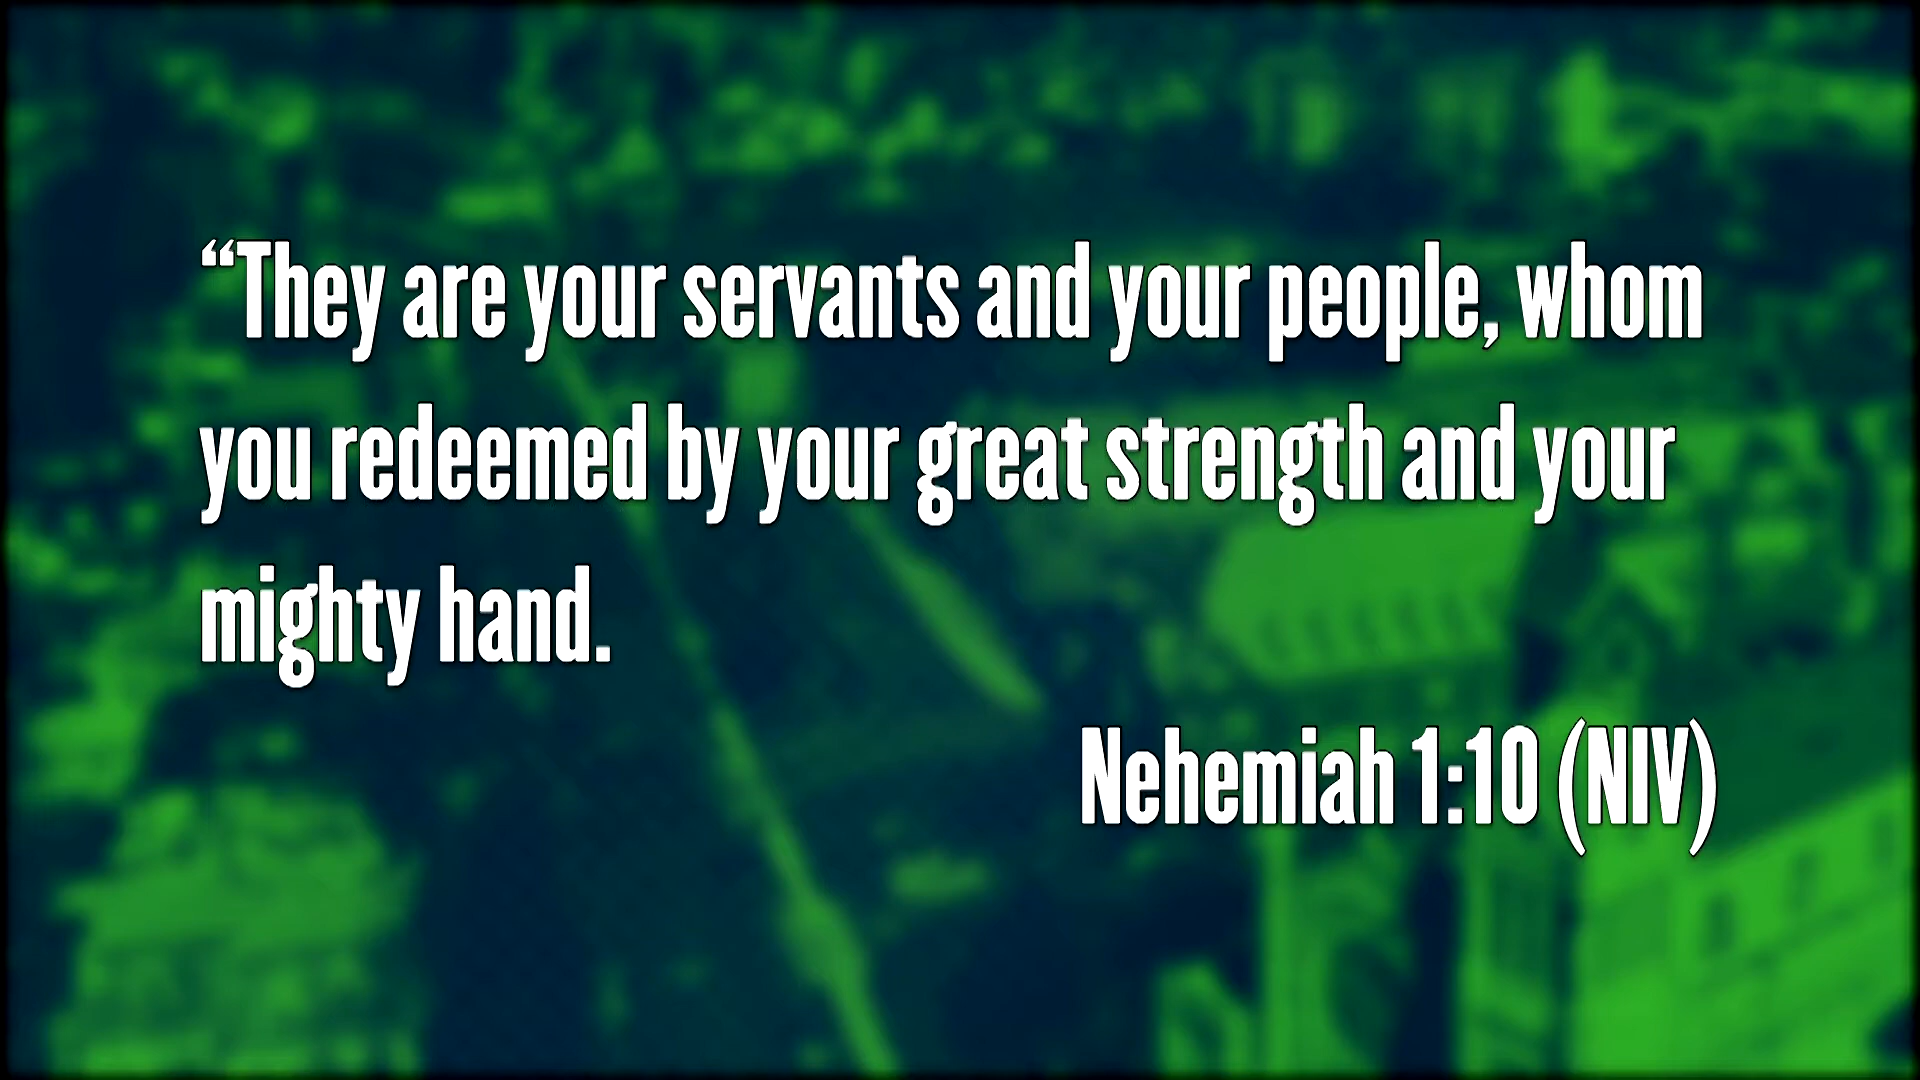 “They are your servants and your people, whom
you redeemed by your great strength and your
mighty hand.
Nehemiah 1:10 (NIV)